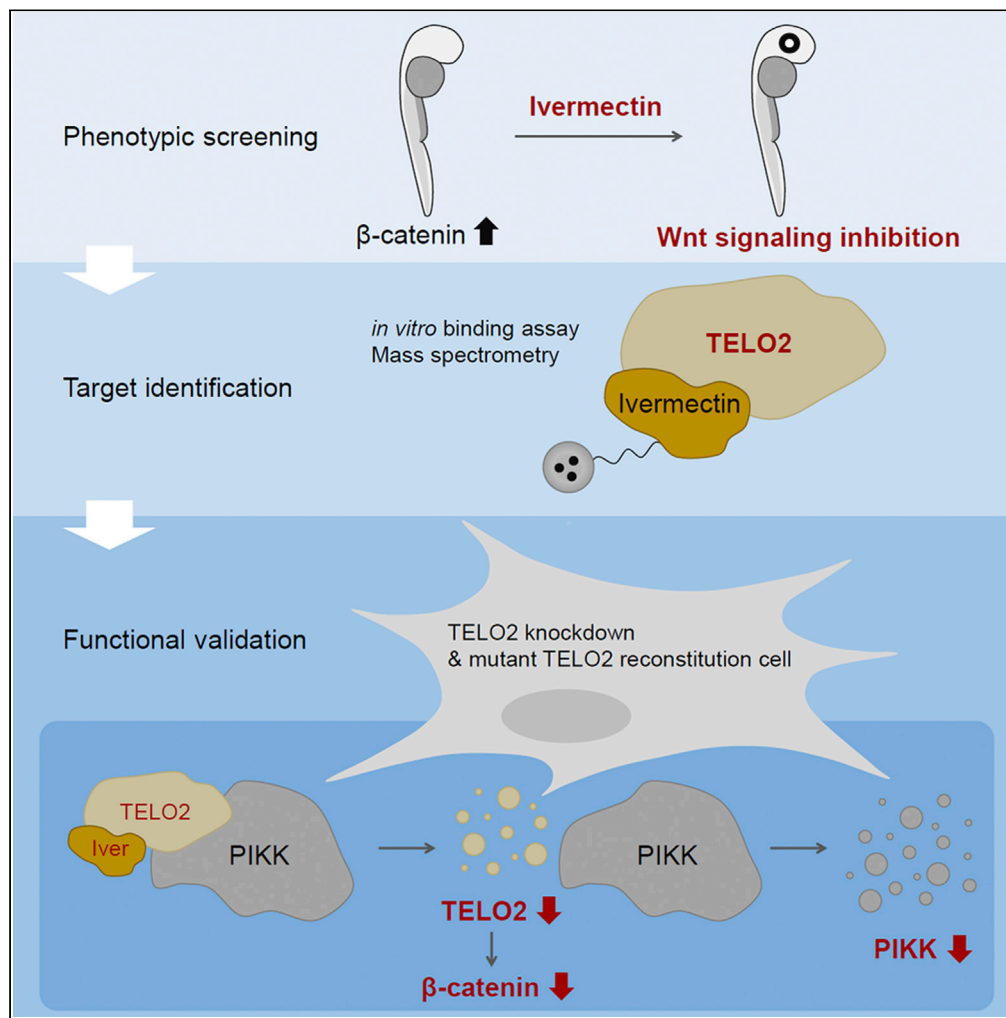 Phenotypic screening
Ivermectin
β-catenin
Wnt signaling inhibition
Target identification
in vitro binding assay
Mass spectrometry
TELO2
Ivermectin
Functional validation
TELO2 knockdown
& mutant TELO2 reconstitution cell
TELO2
Iver
PIKK
PIKK
TELO2
β-catenin
PIKK